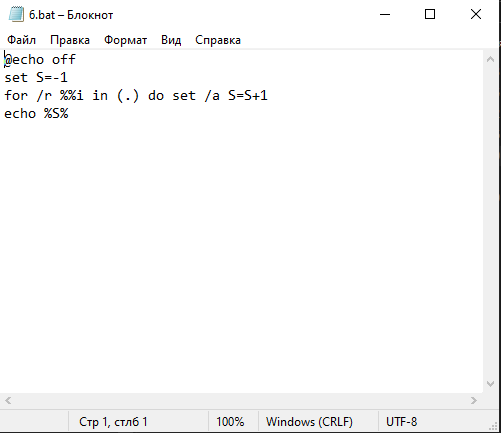 6.bat – Блокнот
Файл Правка Формат Вид Справка
@echo off
set S=-1
for /r %%i in (.) do set /a S=S+1
echo %S%
Стр 1, стлб 1 100% Windows (CRLF) UTF-8